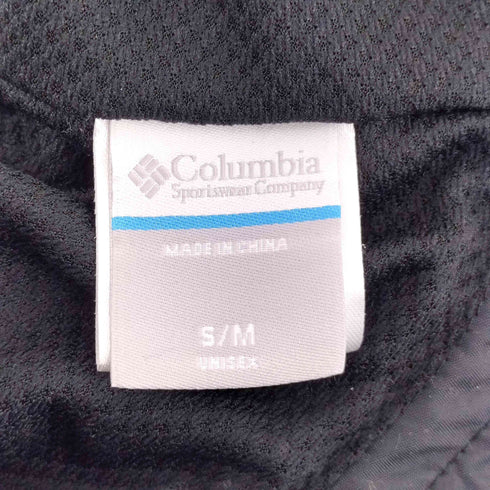 Columbia
Sportswear Company
MADE IN CHINA
S/M
UNISEX